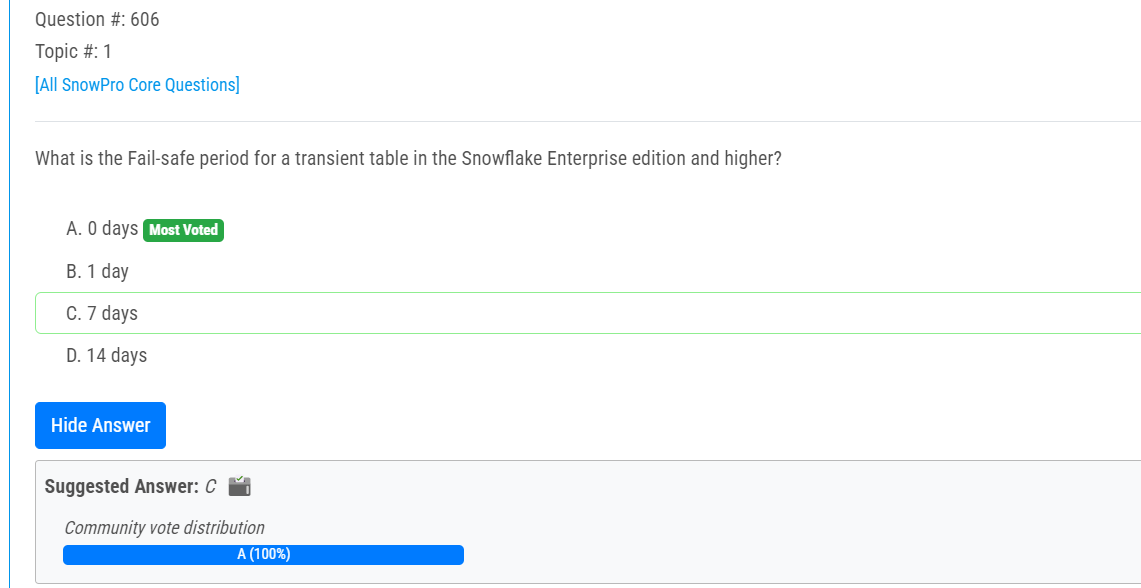 Question #: 606
Topic #: 1
[All SnowPro Core Questions]
What is the Fail-safe period for a transient table in the Snowflake Enterprise edition and higher?
A. 0 days Most Voted
B. 1 day
C. 7 days
D. 14 days
Hide Answer
Suggested Answer: C
Community vote distribution
A (100%)